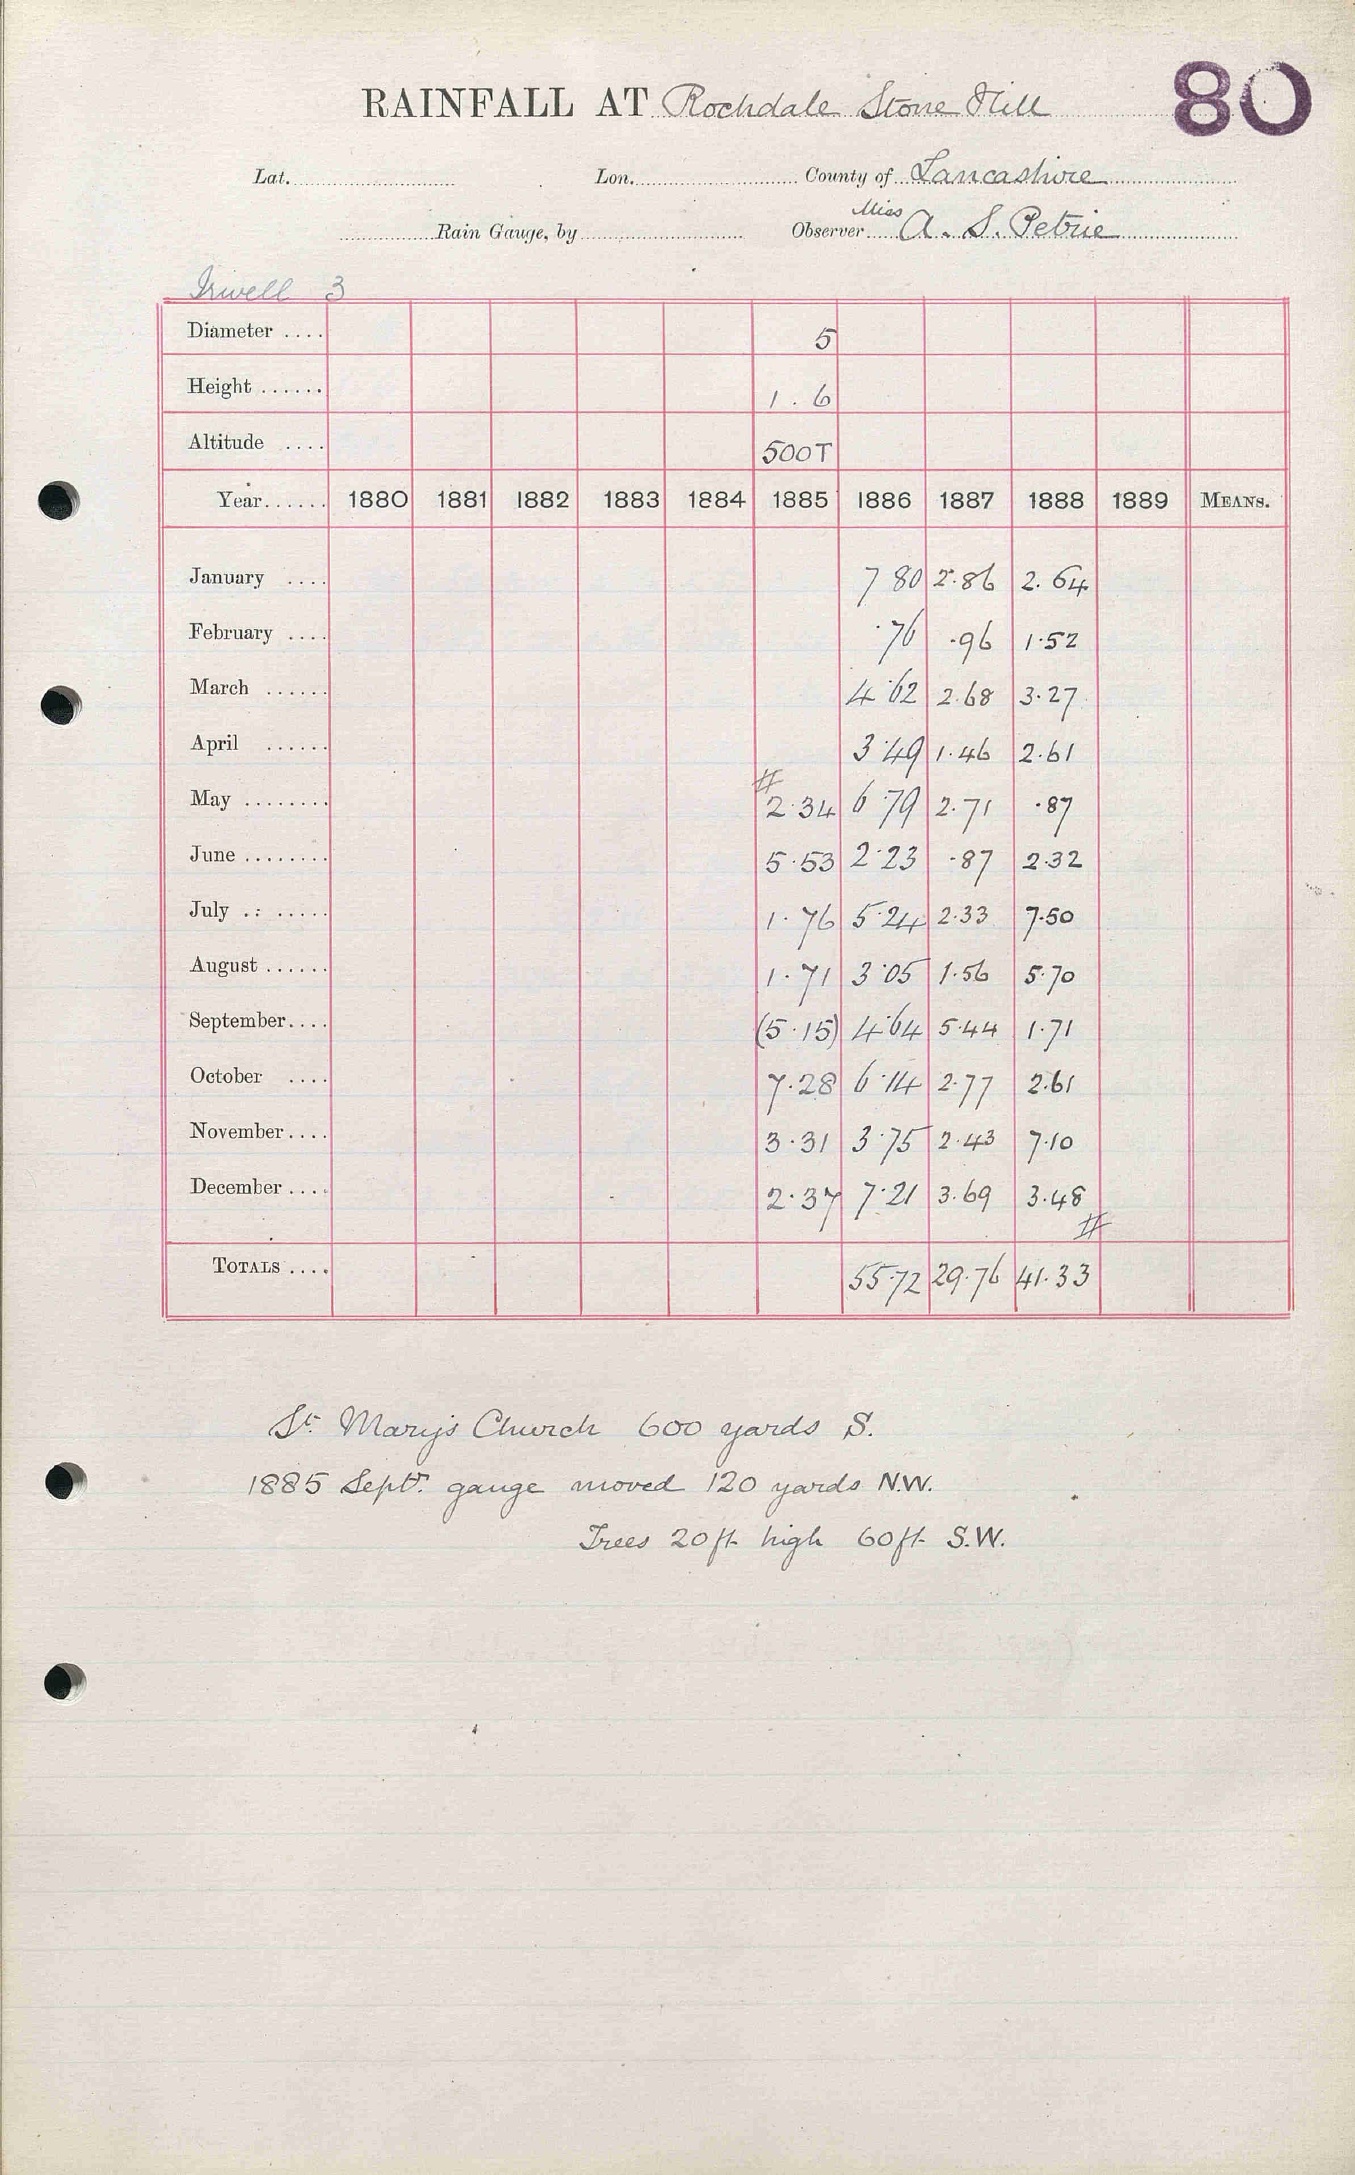 80
RAINFALL AT Rochdale Stone Hill
Lat. Lon. County of Lancashire
Rain Gauge, by Observer Miss A. S. Petrie
Irwell 3
Diameter .... 5
Height ...... 1.6
Altitude .... 500T
Year...... 1880 1881 1882 1883 1884 1885 1886 1887 1888 1889 MEANS.
January .... 7 80 2.86 2.64
February .... .76 .96 1.52
March ...... 4.62 2.68 3.27
April ...... 3.49 1.46 2.61
May ........ # 2.34 6.79 2.71 .87
June ........ 5.53 2.23 .87 2.32
July ....... 1.76 5.24 2.33 7.50
August ...... 1.71 3.05 1.56 5.70
September.... (5.15) 4.64 5.44 1.71
October .... 7.28 6.14 2.77 2.61
November.... 3.31 3.75 2.43 7.10
December.... 2.37 7.21 3.69 3.48 #
TOTALS .... 55.72 29.76 41.33
St. Mary's Church 600 yards S.
1885 Septr. gauge moved 120 yards N.W.
Trees 20ft high 60ft S.W.